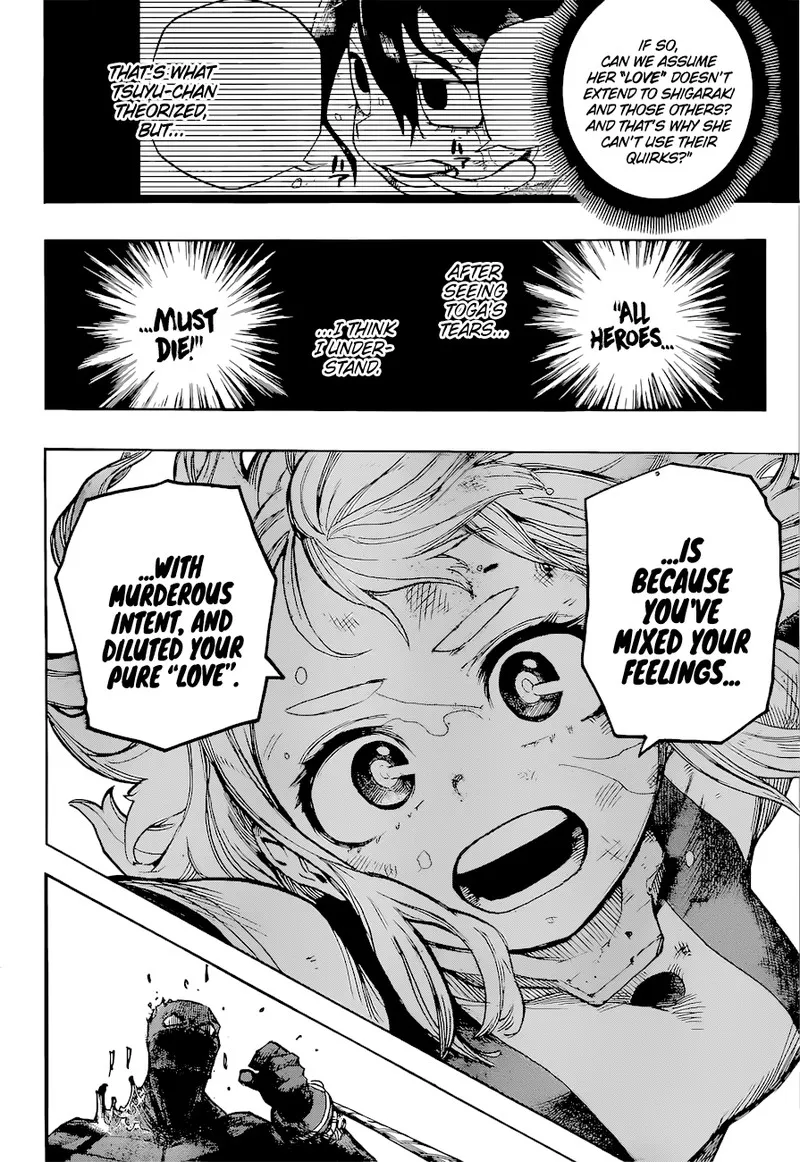 IF SO,
CAN WE ASSUME
HER "LOVE" DOESN'T
EXTEND TO SHIGARAKI
AND THOSE OTHERS?
AND THAT'S WHY SHE
CAN'T USE THEIR
QUIRKS?"
THAT'S WHAT
TSUYU-CHAN
THEORIZED,
BUT...
"ALL
HEROES...
AFTER
SEEING
TOGA'S
TEARS...
...I THINK
I UNDER-
STAND.
...MUST
DIE!"
...IS
BECAUSE
YOU'VE
MIXED YOUR
FEELINGS...
...WITH
MURDEROUS
INTENT, AND
DILUTED YOUR
PURE "LOVE".